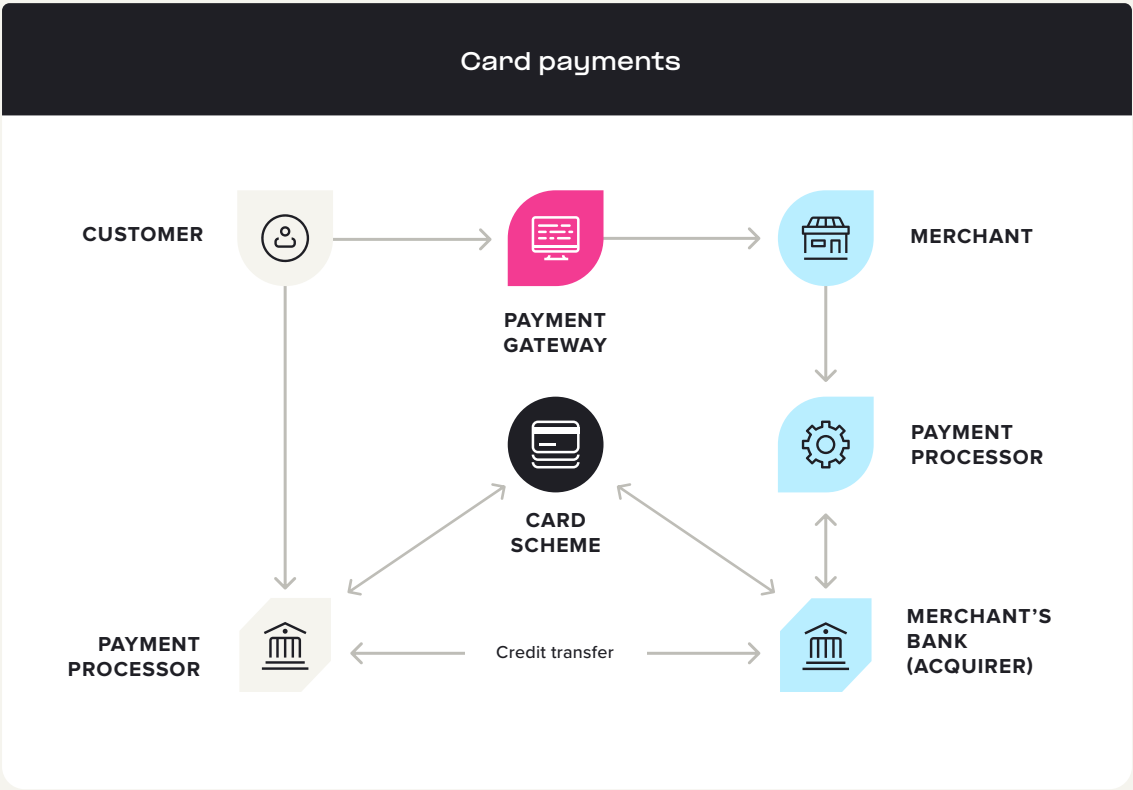 Card payments
CUSTOMER
MERCHANT
PAYMENT
GATEWAY
PAYMENT
PROCESSOR
CARD
SCHEME
PAYMENT
PROCESSOR
Credit transfer
MERCHANT’S
BANK
(ACQUIRER)